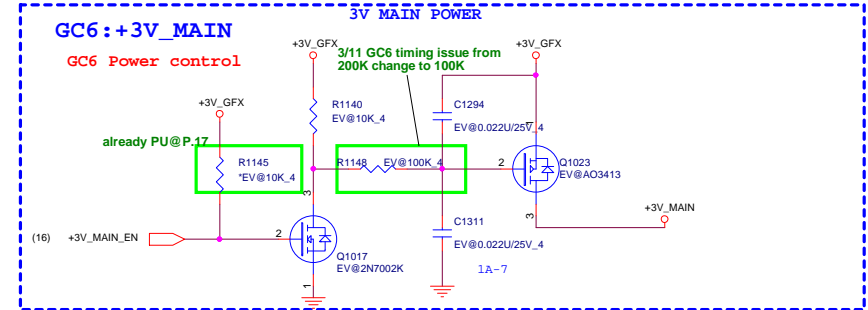 3V MAIN POWER
GC6:+3V_MAIN
GC6 Power control
+3V_GFX
3/11 GC6 timing issue from
200K change to 100K
+3V_GFX
+3V_GFX
already PU@P.17
R1140
EV@10K_4
C1294
EV@0.022U/25V_4
1
R1145
*EV@10K_4
R1148
EV@100K_4
2
Q1023
EV@AO3413
3
3
+3V_MAIN
(16)
+3V_MAIN_EN
2
Q1017
EV@2N7002K
1
C1311
EV@0.022U/25V_4
1A-7